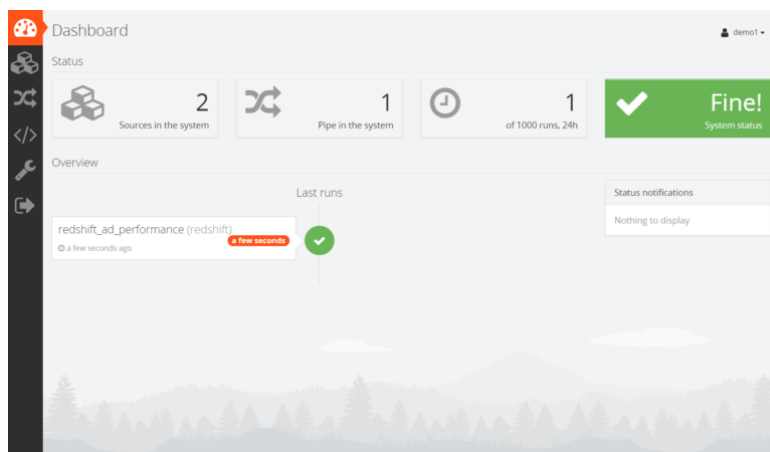 Dashboard
demo1
Status
2
Sources in the system
1
Pipe in the system
1
of 1000 runs, 24h
Fine!
System status
Overview
Last runs
redshift_ad_performance (redshift)
a few seconds
a few seconds ago
Status notifications
Nothing to display